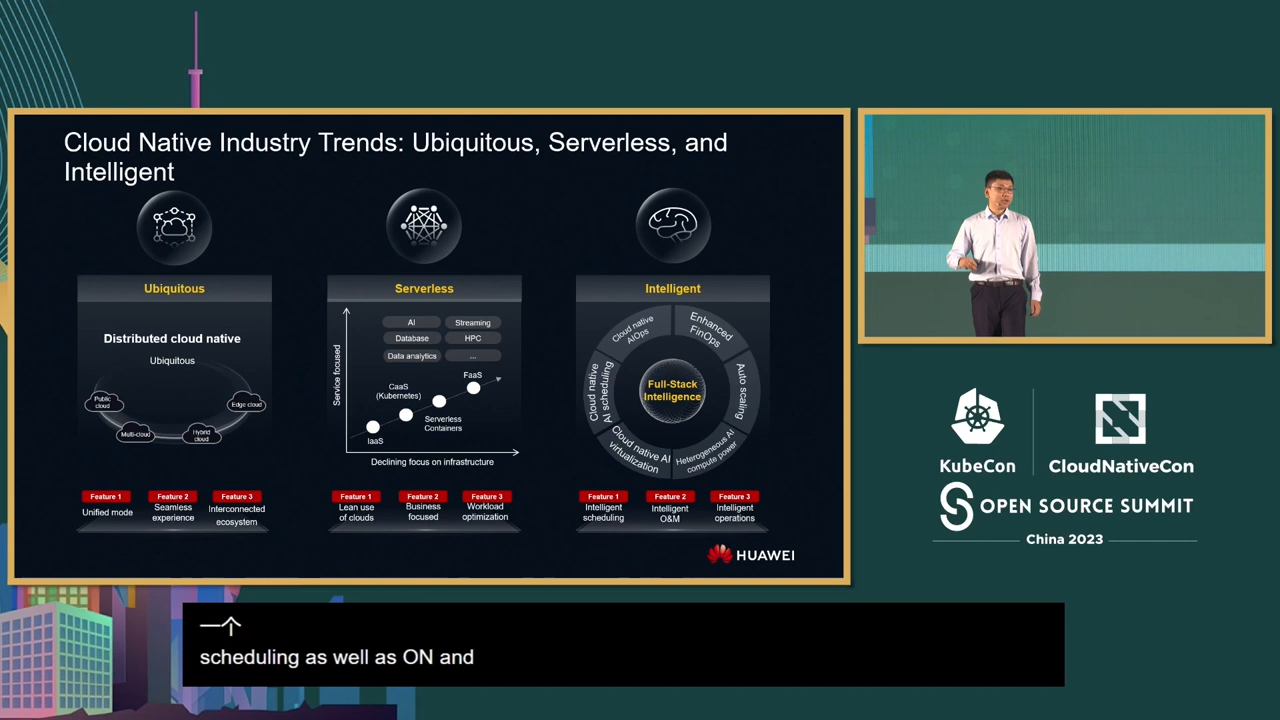 Cloud Native Industry Trends: Ubiquitous, Serverless, and
Intelligent
Ubiquitous
Distributed cloud native
Ubiquitous
Public
cloud
Edge cloud
Multi-cloud
Hybrid
cloud
Feature 1
Unified mode
Feature 2
Seamless
experience
Feature 3
Interconnected
ecosystem
Serverless
AI
Streaming
Database
HPC
Data analytics
...
Service focused
FaaS
CaaS
(Kubernetes)
Serverless
Containers
IaaS
Declining focus on infrastructure
Feature 1
Lean use
of clouds
Feature 2
Business
focused
Feature 3
Workload
optimization
Intelligent
Cloud native
AIOps
Enhanced
FinOps
Cloud native
AI scheduling
Full-Stack
Intelligence
Auto scaling
Cloud native AI
virtualization
Heterogeneous AI
compute power
Feature 1
Intelligent
scheduling
Feature 2
Intelligent
O&M
Feature 3
Intelligent
operations
HUAWEI
KubeCon
CloudNativeCon
OPEN SOURCE SUMMIT
China 2023
一个
scheduling as well as ON and